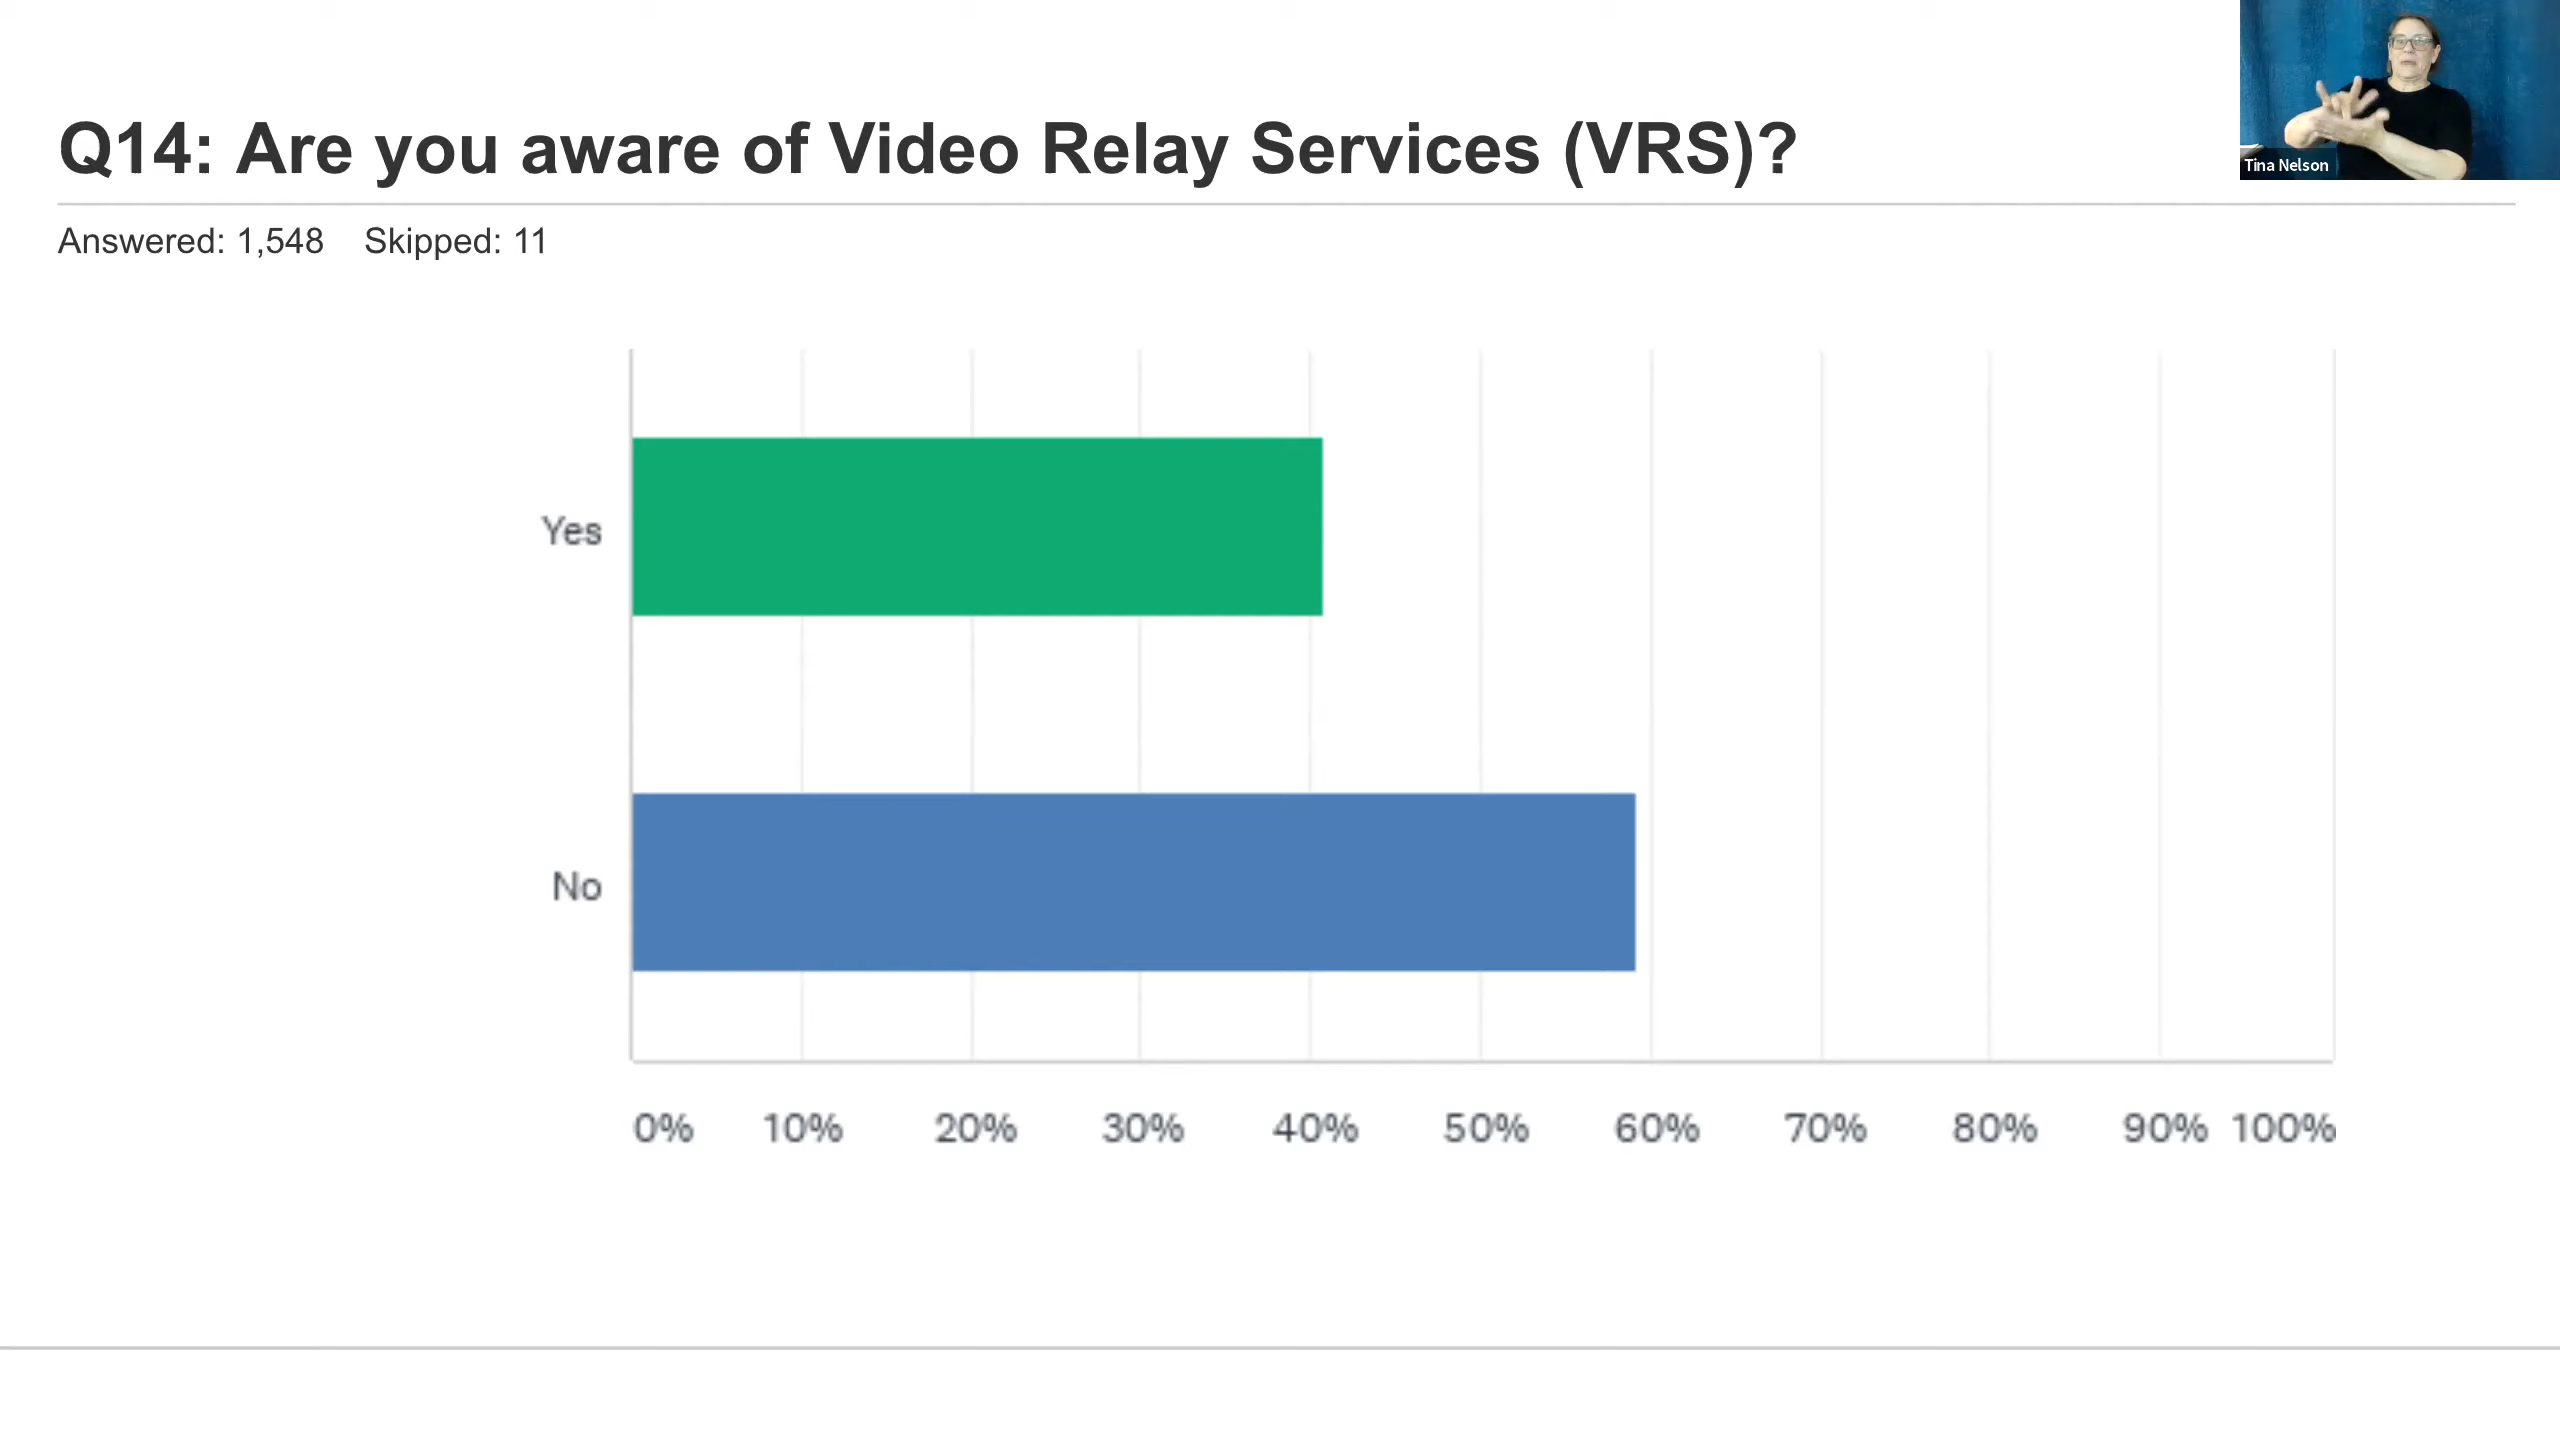 Q14: Are you aware of Video Relay Services (VRS)?
Tina Nelson
Answered: 1,548 Skipped: 11
Yes
No
0% 10% 20% 30% 40% 50% 60% 70% 80% 90% 100%